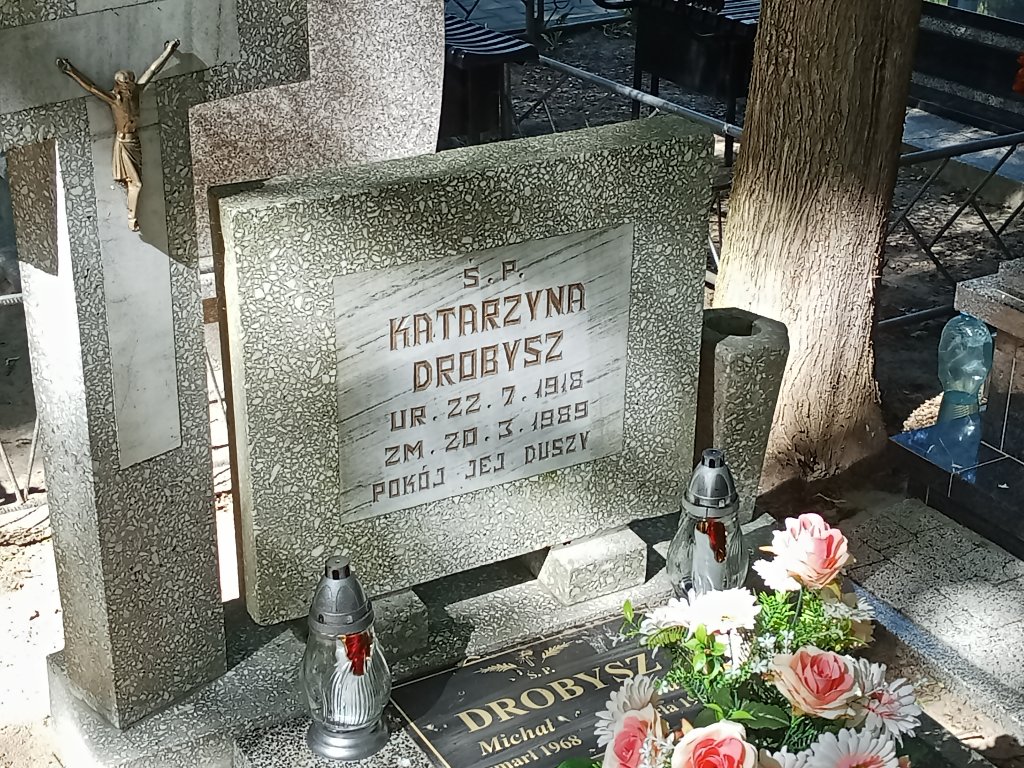 Ś.P.
KATARZYNA
DROBYSZ
UR. 22. 7. 1918
ZM. 20. 3. 1989
POKÓJ JEJ DUSZY
Ś.P.
DROBYSZ
Michał
1968